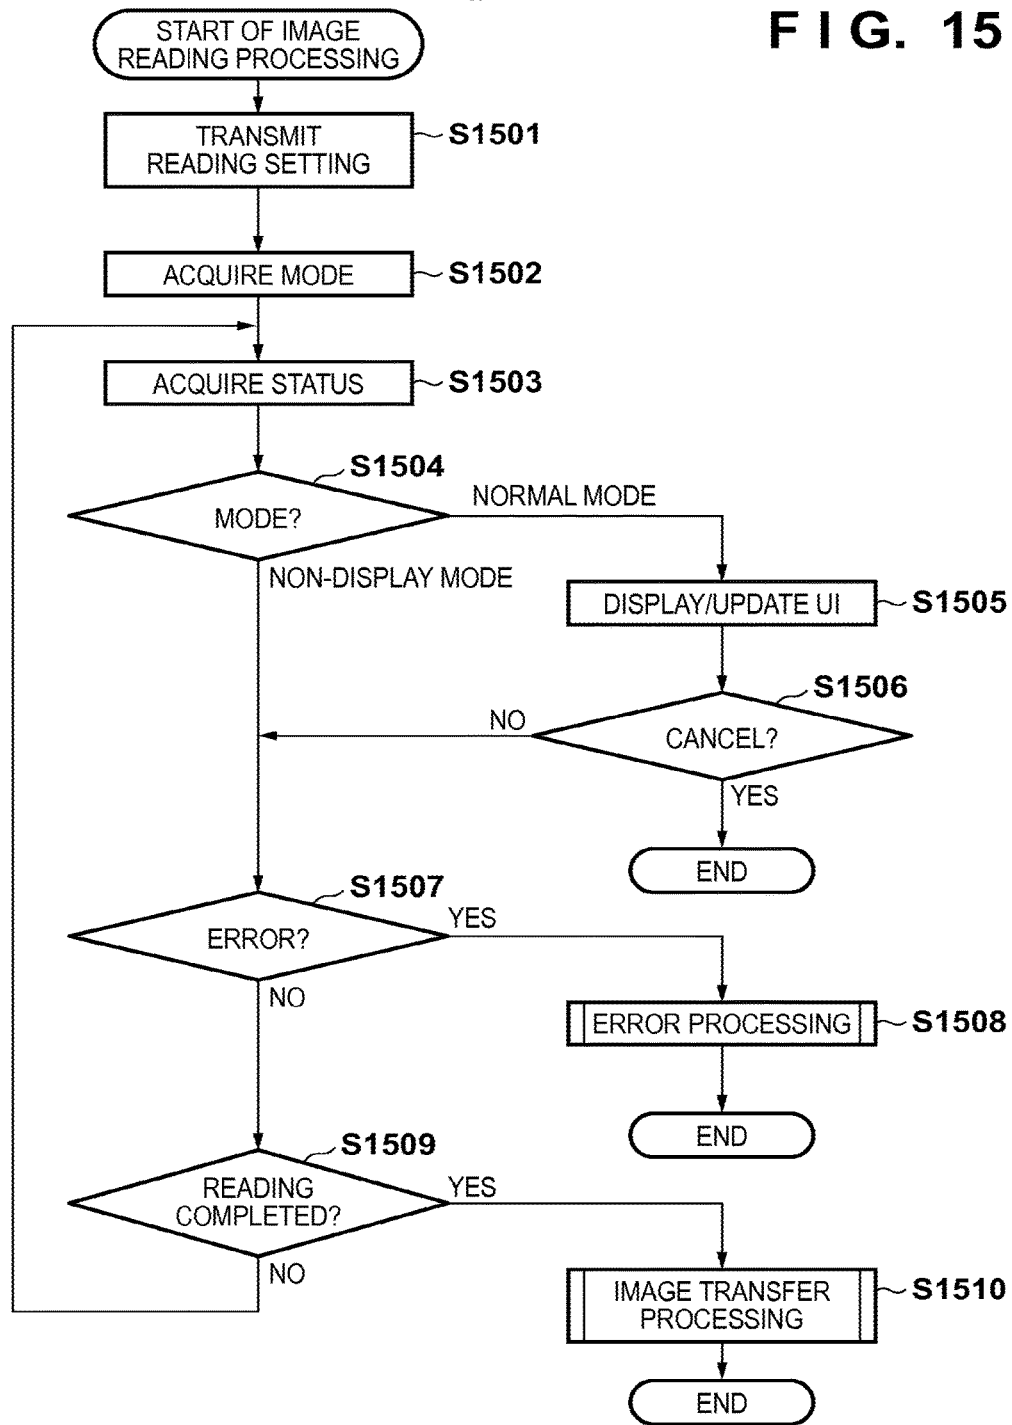 F I G. 15
START OF IMAGE
READING PROCESSING
TRANSMIT
READING SETTING
S1501
ACQUIRE MODE
S1502
ACQUIRE STATUS
S1503
S1504
MODE?
NORMAL MODE
NON-DISPLAY MODE
DISPLAY/UPDATE UI
S1505
S1506
CANCEL?
NO
YES
END
S1507
ERROR?
YES
NO
ERROR PROCESSING
S1508
END
S1509
READING
COMPLETED?
YES
NO
IMAGE TRANSFER
PROCESSING
S1510
END